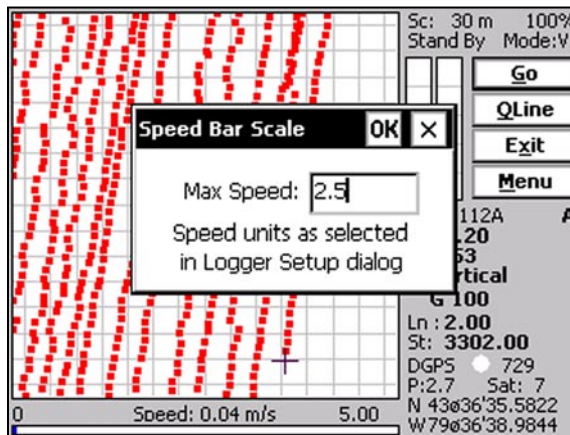 Sc: 30 m 100%
Stand By Mode:V
Go
QLine
Exit
Menu
Speed Bar Scale OK ×
Max Speed: 2.5
Speed units as selected
in Logger Setup dialog
112A
.20
53
rtical
G 100
Ln : 2.00
St: 3302.00
DGPS 729
P:2.7 Sat: 7
N 43ø36'35.5822
W79ø36'38.9844
0 Speed: 0.04 m/s 5.00